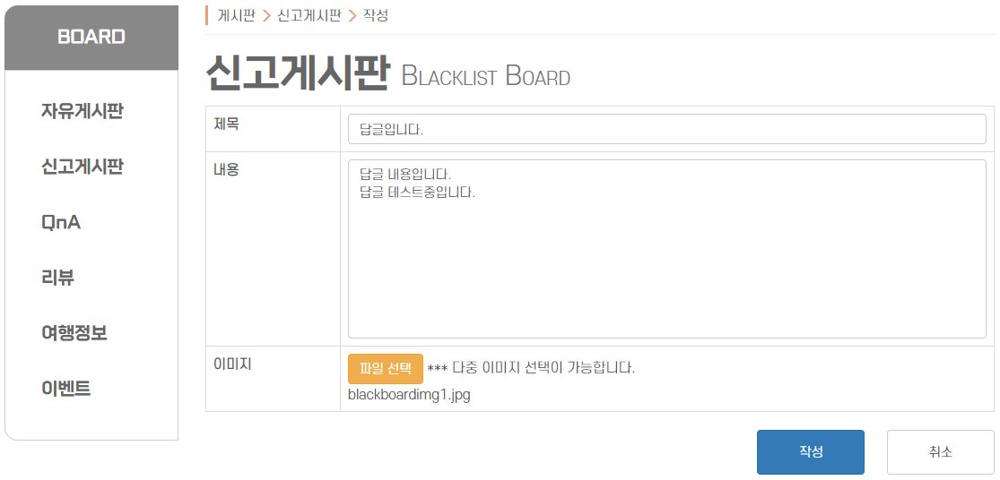 BOARD
자유게시판
신고게시판
QnA
리뷰
여행정보
이벤트
게시판 > 신고게시판 > 작성
신고게시판 BLACKLIST BOARD
제목
답글입니다.
내용
답글 내용입니다.
답글 테스트중입니다.
이미지
파일 선택 *** 다중 이미지 선택이 가능합니다.
blackboardimg1.jpg
작성 취소